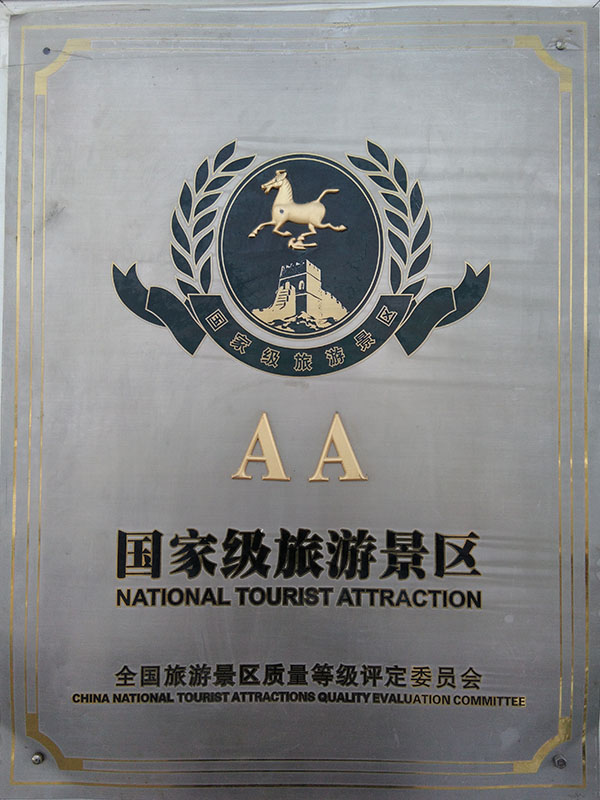 国家级旅游景区
A A
国家级旅游景区
NATIONAL TOURIST ATTRACTION
全国旅游景区质量等级评定委员会
CHINA NATIONAL TOURIST ATTRACTIONS QUALITY EVALUATION COMMITTEE